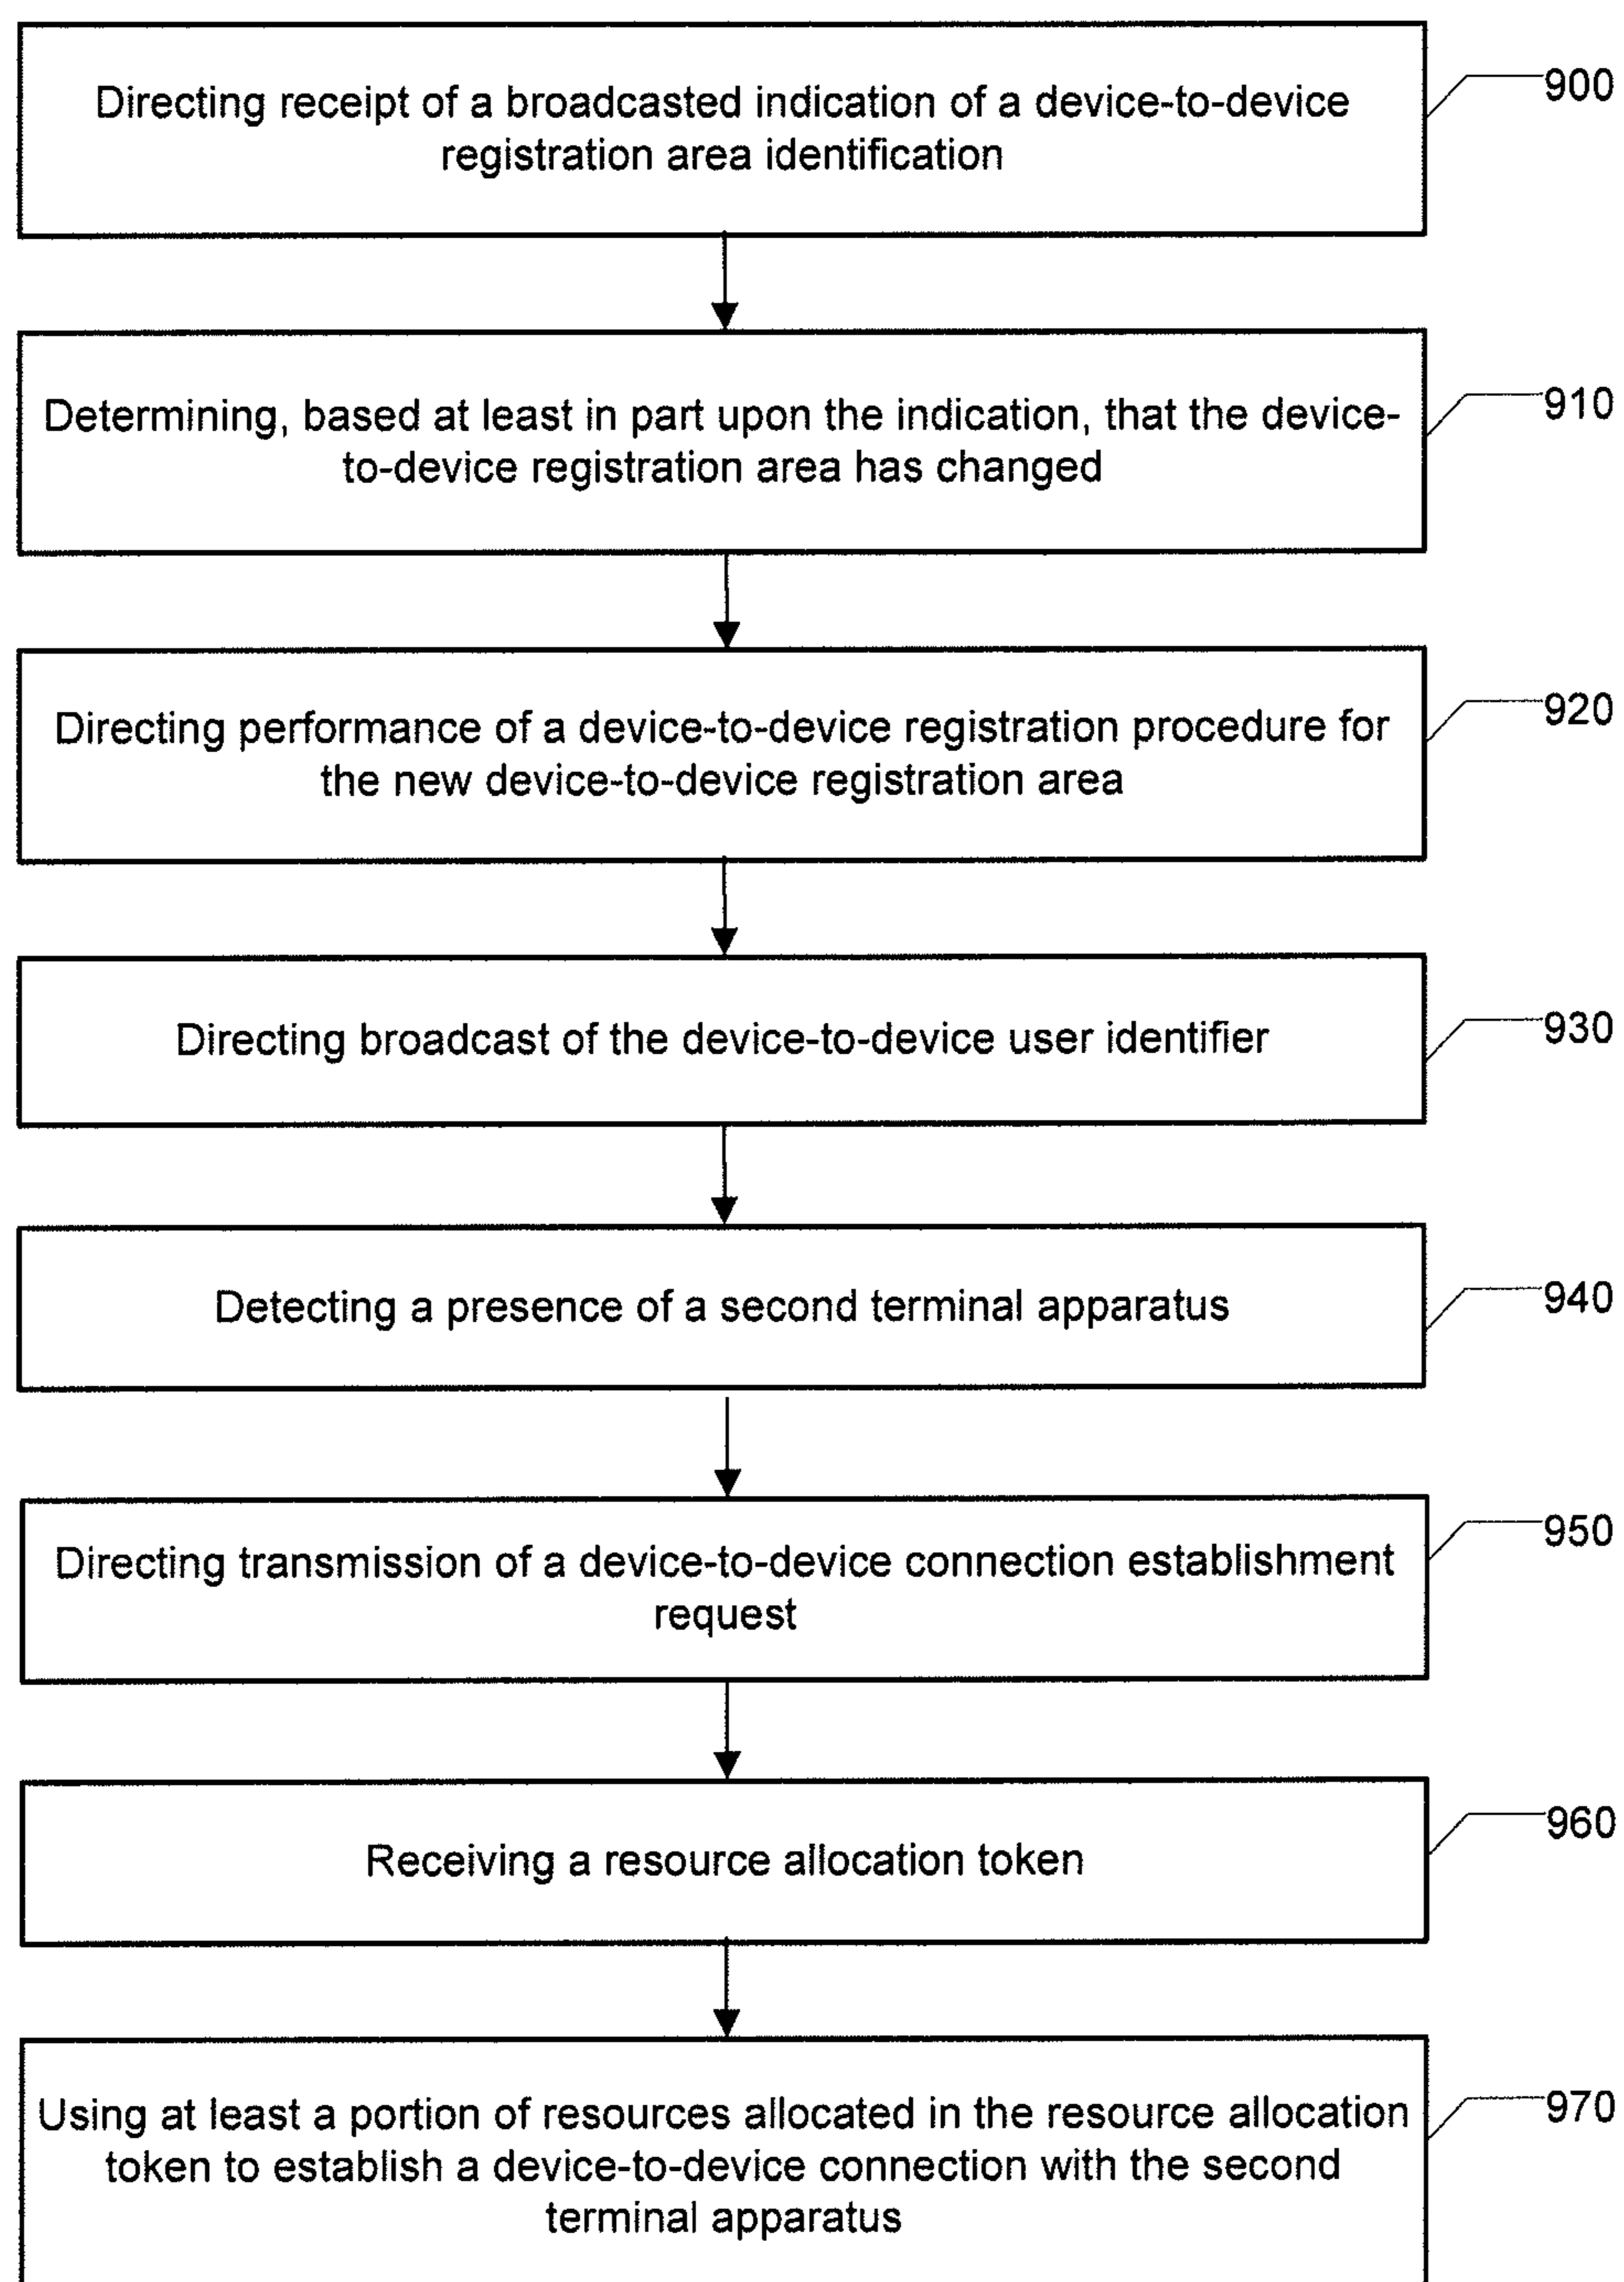 Directing receipt of a broadcasted indication of a device-to-device
registration area identification
900
Determining, based at least in part upon the indication, that the device-
to-device registration area has changed
910
Directing performance of a device-to-device registration procedure for
the new device-to-device registration area
920
Directing broadcast of the device-to-device user identifier
930
Detecting a presence of a second terminal apparatus
940
Directing transmission of a device-to-device connection establishment
request
950
Receiving a resource allocation token
960
Using at least a portion of resources allocated in the resource allocation
token to establish a device-to-device connection with the second
terminal apparatus
970